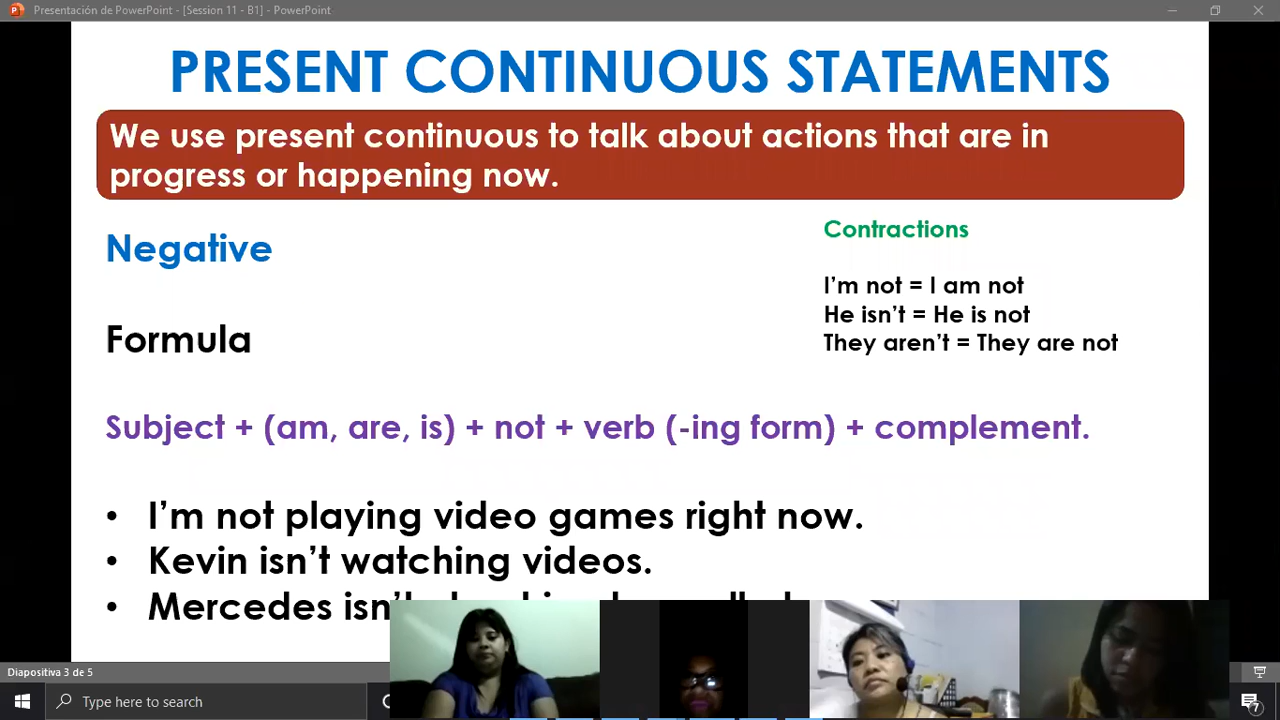 Presentación de PowerPoint - [Session 11 - B1] - PowerPoint
PRESENT CONTINUOUS STATEMENTS
We use present continuous to talk about actions that are in
progress or happening now.
Negative
Contractions
I'm not = I am not
He isn't = He is not
They aren't = They are not
Formula
Subject + (am, are, is) + not + verb (-ing form) + complement.
• I'm not playing video games right now.
• Kevin isn't watching videos.
• Mercedes isn't
Diapositiva 3 de 5
Type here to search
7